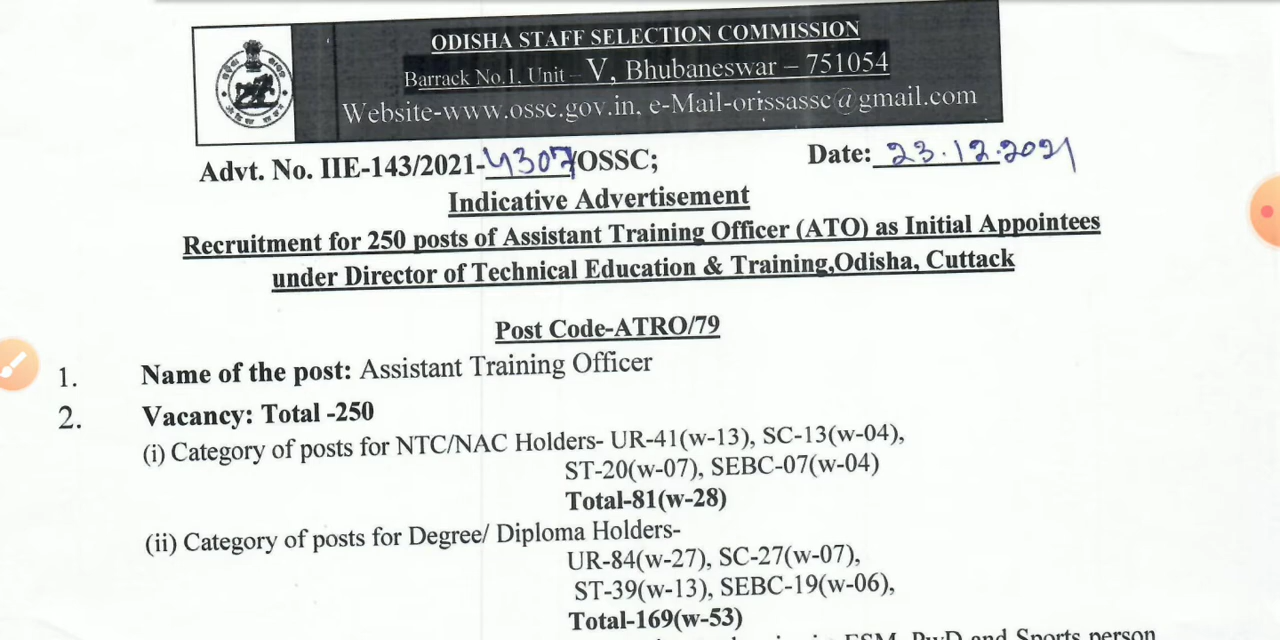 ODISHA STAFF SELECTION COMMISSION
Barrack No.1, Unit – V, Bhubaneswar – 751054
Website-www.ossc.gov.in, e-Mail-orissassc@gmail.com
Advt. No. IIE-143/2021-4307/OSSC; Date: 23.12.2021
Indicative Advertisement
Recruitment for 250 posts of Assistant Training Officer (ATO) as Initial Appointees
under Director of Technical Education & Training,Odisha, Cuttack
Post Code-ATRO/79
1. Name of the post: Assistant Training Officer
2. Vacancy: Total -250
(i) Category of posts for NTC/NAC Holders- UR-41(w-13), SC-13(w-04),
ST-20(w-07), SEBC-07(w-04)
Total-81(w-28)
(ii) Category of posts for Degree/ Diploma Holders-
UR-84(w-27), SC-27(w-07),
ST-39(w-13), SEBC-19(w-06),
Total-169(w-53)
ESM, PwD and Sports person